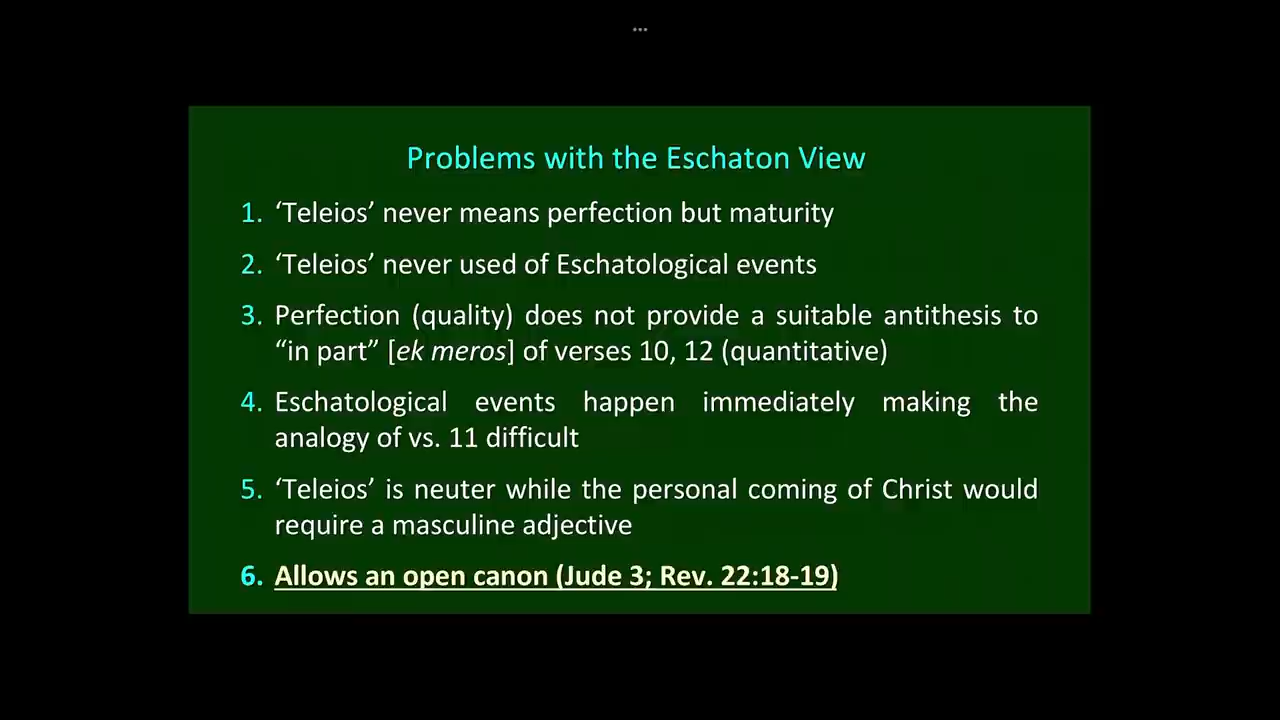 Problems with the Eschaton View
1. ‘Teleios’ never means perfection but maturity
2. ‘Teleios’ never used of Eschatological events
3. Perfection (quality) does not provide a suitable antithesis to
“in part” [ek meros] of verses 10, 12 (quantitative)
4. Eschatological events happen immediately making the
analogy of vs. 11 difficult
5. ‘Teleios’ is neuter while the personal coming of Christ would
require a masculine adjective
6. Allows an open canon (Jude 3; Rev. 22:18-19)